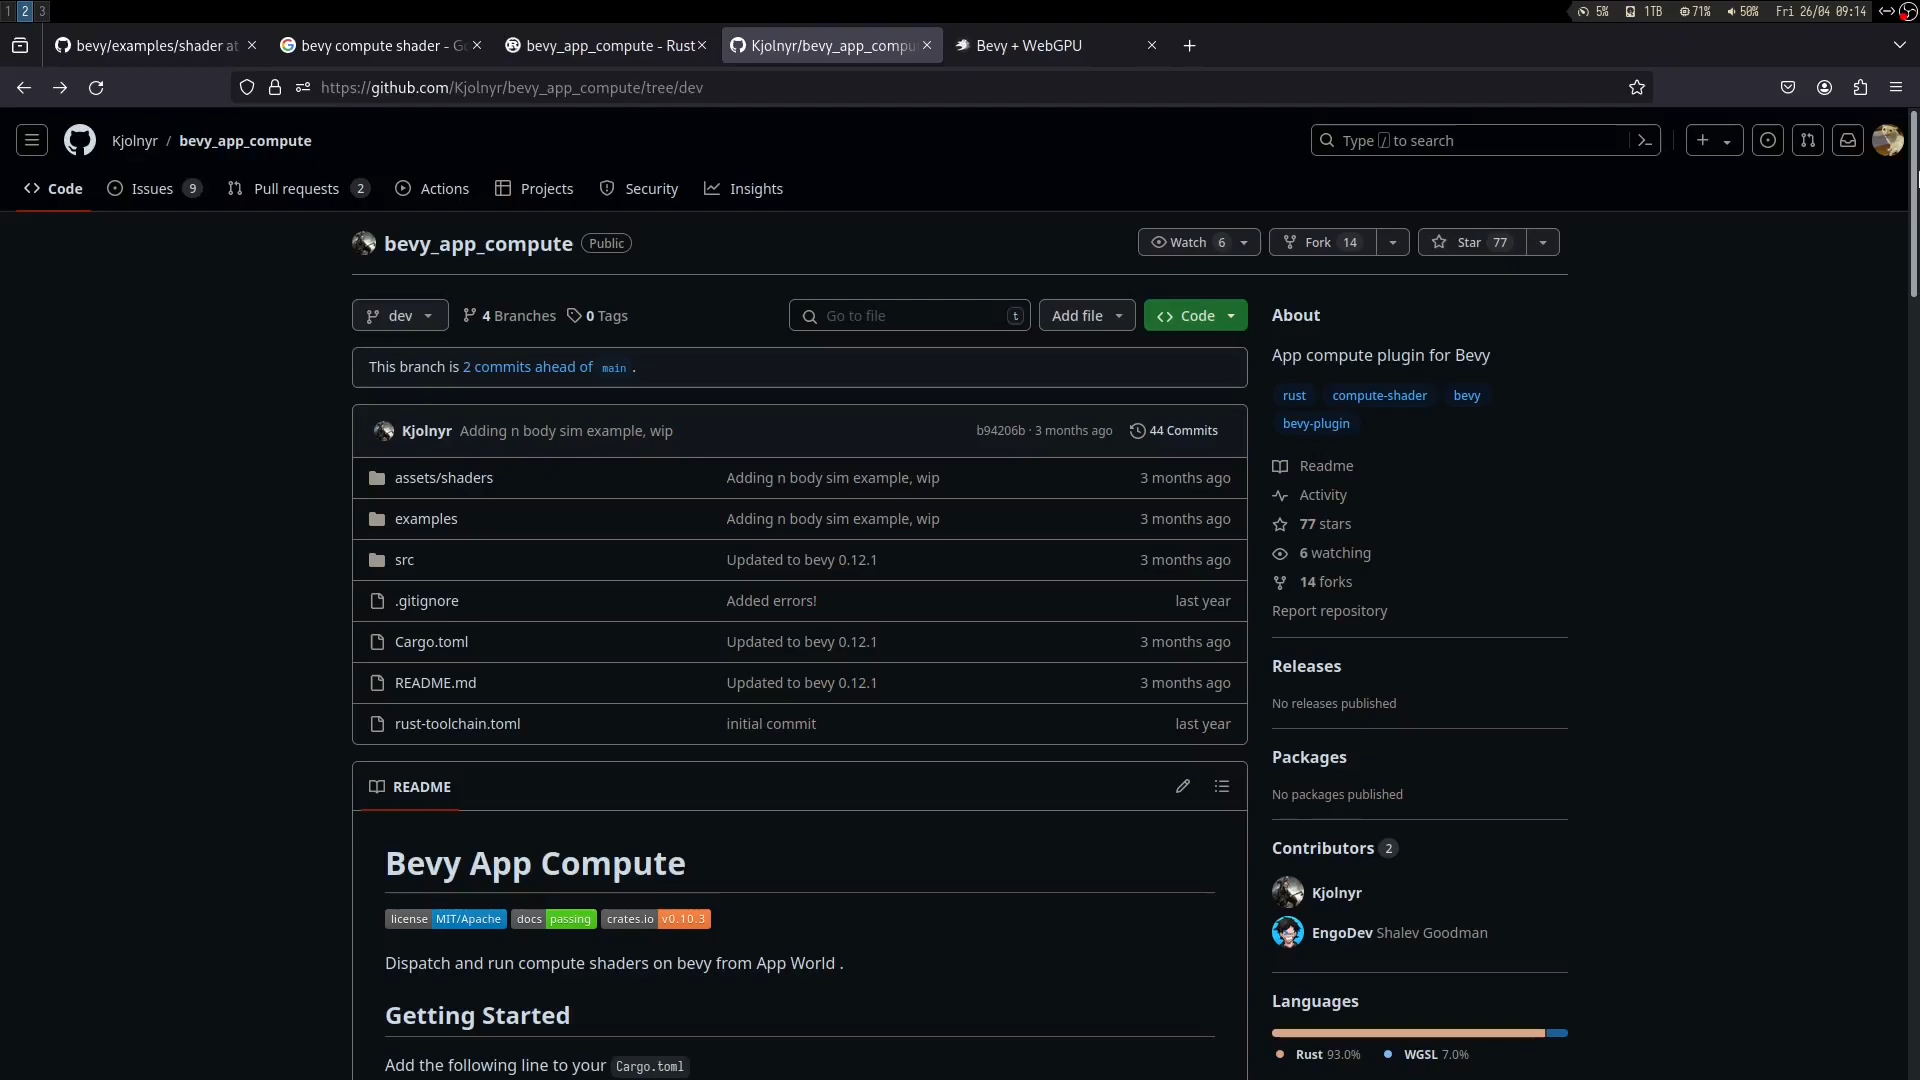 1 2 3
5% 1TB 71% 50% Fri 26/04 09:14
bevy/examples/shader at
bevy compute shader - Go
bevy_app_compute - Rust
Kjolnyr/bevy_app_compu
Bevy + WebGPU
https://github.com/Kjolnyr/bevy_app_compute/tree/dev
Kjolnyr / bevy_app_compute
Type / to search
Code
Issues 9
Pull requests 2
Actions
Projects
Security
Insights
bevy_app_compute Public
Watch 6
Fork 14
Star 77
dev
4 Branches
0 Tags
Go to file t
Add file
Code
This branch is 2 commits ahead of main .
Kjolnyr Adding n body sim example, wip b94206b · 3 months ago 44 Commits
assets/shaders Adding n body sim example, wip 3 months ago
examples Adding n body sim example, wip 3 months ago
src Updated to bevy 0.12.1 3 months ago
.gitignore Added errors! last year
Cargo.toml Updated to bevy 0.12.1 3 months ago
README.md Updated to bevy 0.12.1 3 months ago
rust-toolchain.toml initial commit last year
README
Bevy App Compute
license MIT/Apache docs passing crates.io v0.10.3
Dispatch and run compute shaders on bevy from App World .
Getting Started
Add the following line to your Cargo.toml
About
App compute plugin for Bevy
rust compute-shader bevy
bevy-plugin
Readme
Activity
77 stars
6 watching
14 forks
Report repository
Releases
No releases published
Packages
No packages published
Contributors 2
Kjolnyr
EngoDev Shalev Goodman
Languages
Rust 93.0% WGSL 7.0%